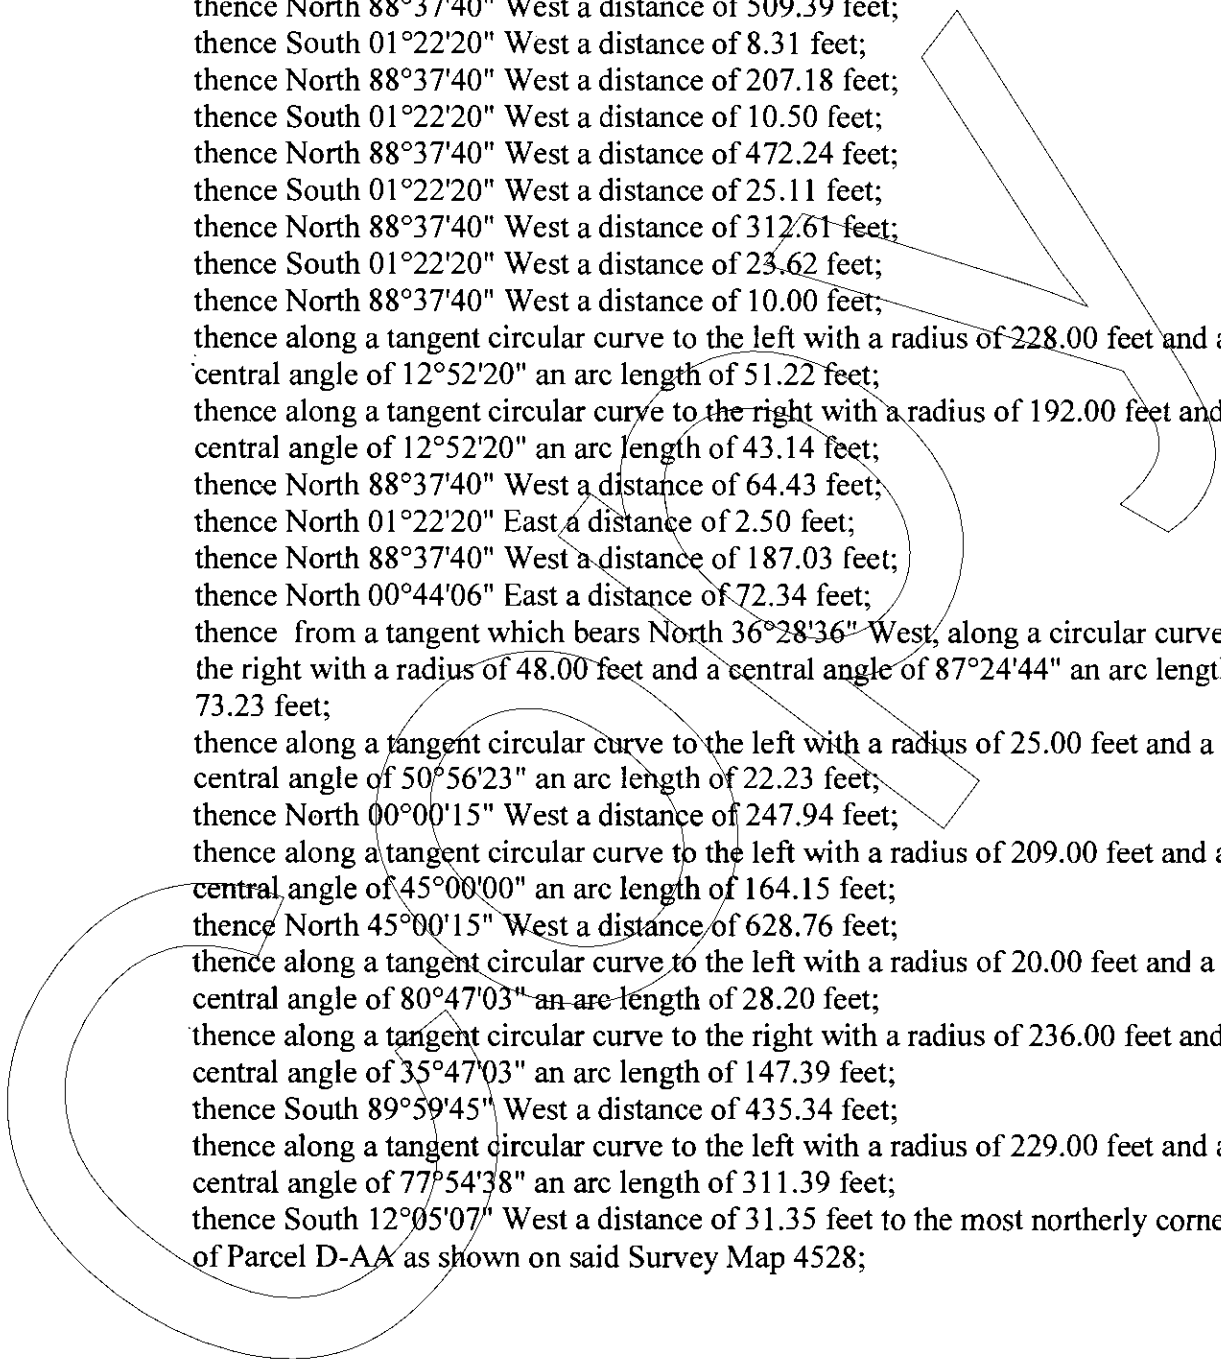 thence North 88°37'40" West a distance of 509.39 feet;
thence South 01°22'20" West a distance of 8.31 feet;
thence North 88°37'40" West a distance of 207.18 feet;
thence South 01°22'20" West a distance of 10.50 feet;
thence North 88°37'40" West a distance of 472.24 feet;
thence South 01°22'20" West a distance of 25.11 feet;
thence North 88°37'40" West a distance of 312.61 feet;
thence South 01°22'20" West a distance of 23.62 feet;
thence North 88°37'40" West a distance of 10.00 feet;
thence along a tangent circular curve to the left with a radius of 228.00 feet and a
central angle of 12°52'20" an arc length of 51.22 feet;
thence along a tangent circular curve to the right with a radius of 192.00 feet and
central angle of 12°52'20" an arc length of 43.14 feet;
thence North 88°37'40" West a distance of 64.43 feet;
thence North 01°22'20" East a distance of 2.50 feet;
thence North 88°37'40" West a distance of 187.03 feet;
thence North 00°44'06" East a distance of 72.34 feet;
thence from a tangent which bears North 36°28'36" West, along a circular curve
the right with a radius of 48.00 feet and a central angle of 87°24'44" an arc lengt
73.23 feet;
thence along a tangent circular curve to the left with a radius of 25.00 feet and a
central angle of 50°56'23" an arc length of 22.23 feet;
thence North 00°00'15" West a distance of 247.94 feet;
thence along a tangent circular curve to the left with a radius of 209.00 feet and a
central angle of 45°00'00" an arc length of 164.15 feet;
thence North 45°00'15" West a distance of 628.76 feet;
thence along a tangent circular curve to the left with a radius of 20.00 feet and a
central angle of 80°47'03" an arc length of 28.20 feet;
thence along a tangent circular curve to the right with a radius of 236.00 feet and
central angle of 35°47'03" an arc length of 147.39 feet;
thence South 89°59'45" West a distance of 435.34 feet;
thence along a tangent circular curve to the left with a radius of 229.00 feet and a
central angle of 77°54'38" an arc length of 311.39 feet;
thence South 12°05'07" West a distance of 31.35 feet to the most northerly corne
of Parcel D-AA as shown on said Survey Map 4528;
Copy